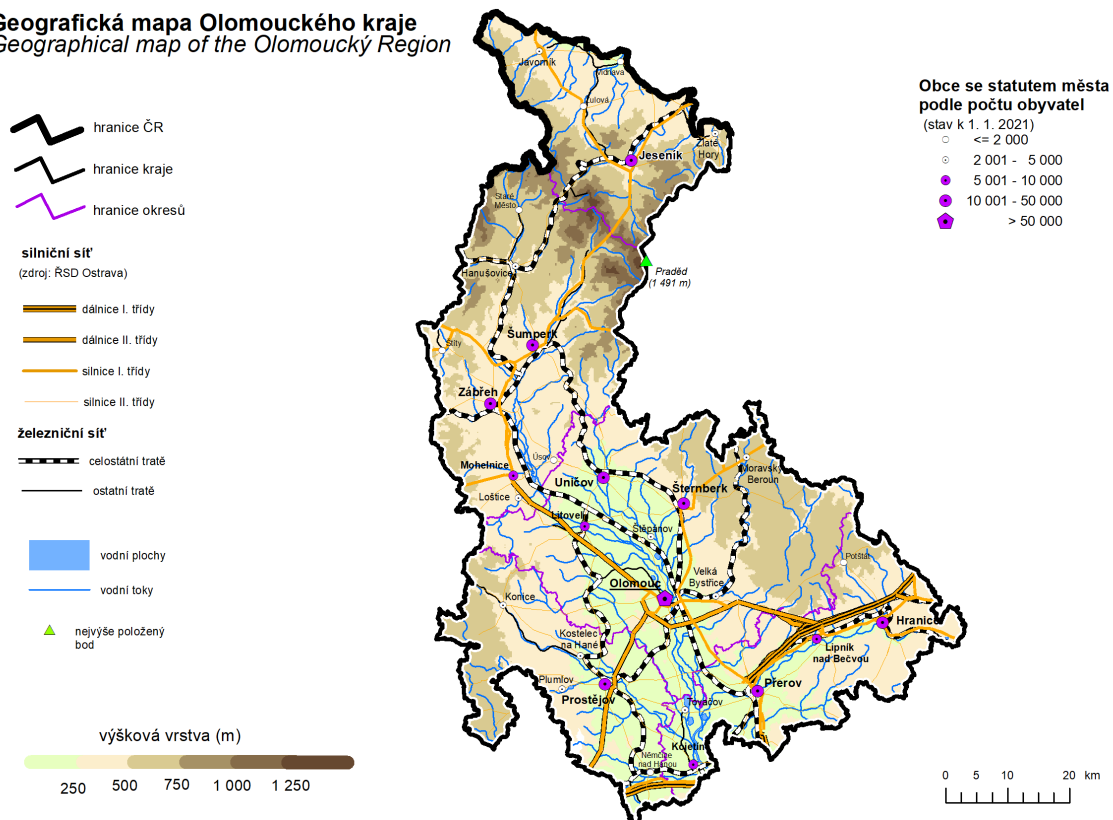 Geografická mapa Olomouckého kraje
Geographical map of the Olomoucký Region
hranice ČR
hranice kraje
hranice okresů
silniční síť
(zdroj: ŘSD Ostrava)
dálnice I. třídy
dálnice II. třídy
silnice I. třídy
silnice II. třídy
železniční síť
celostátní tratě
ostatní tratě
vodní plochy
vodní toky
nejvýše položený
bod
výšková vrstva (m)
250 500 750 1 000 1 250
Obce se statutem města
podle počtu obyvatel
(stav k 1. 1. 2021)
<= 2 000
2 001 - 5 000
5 001 - 10 000
10 001 - 50 000
> 50 000
Javorník
Vidnava
Žulová
Zlaté
Hory
Jeseník
Staré
Město
Hanušovice
Praděd
(1 491 m)
Šumperk
Štíty
Zábřeh
Úsov
Mohelnice
Moravský
Beroun
Uničov
Šternberk
Loštice
Litovel
Štěpánov
Potštát
Velká
Bystřice
Olomouc
Konice
Hranice
Kostelec
na Hané
Lipník
nad Bečvou
Plumlov
Přerov
Prostějov
Tovačov
Kojetín
Němčice
nad Hanou
0 5 10 20 km